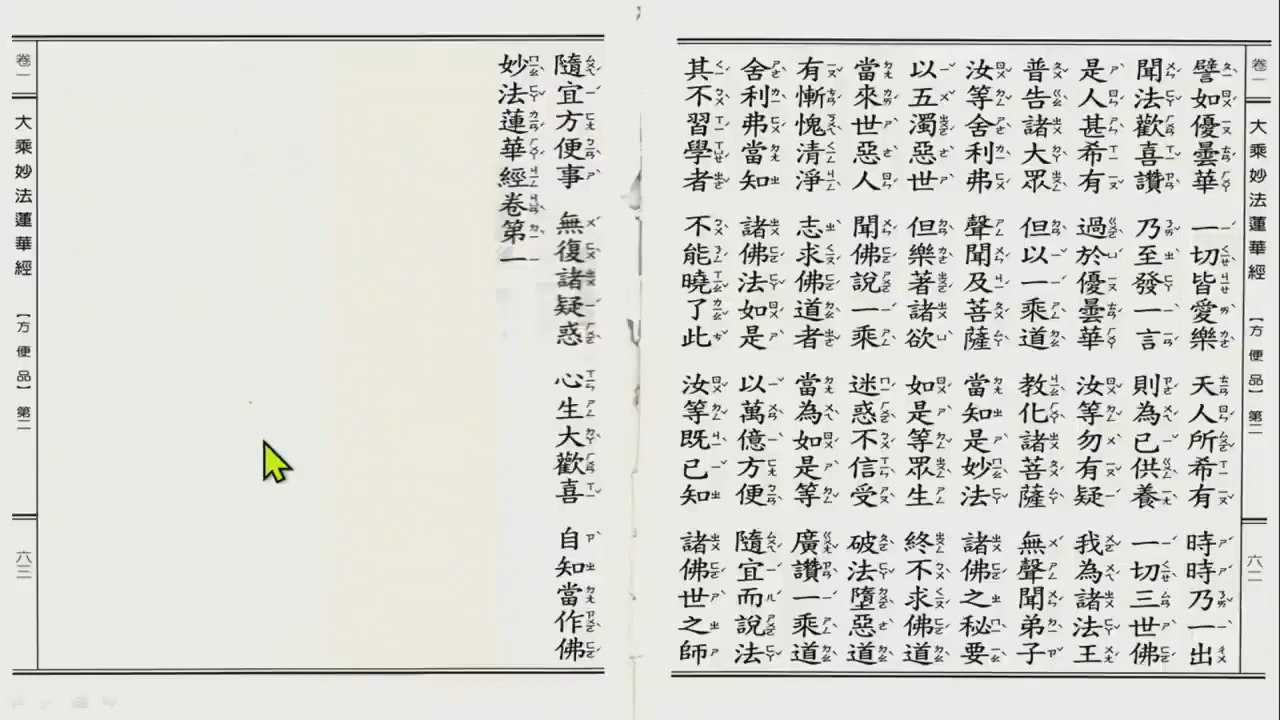 卷一 大乘妙法蓮華經 【方便品】第二 六二
譬如優曇華 一切皆愛樂 天人所希有 時時乃一出
聞法歡喜讚 乃至發一言 則為已供養 一切三世佛
是人甚希有 過於優曇華 汝等勿有疑 我為諸法王
普告諸大眾 但以一乘道 教化諸菩薩 無聲聞弟子
汝等舍利弗 聲聞及菩薩 當知是妙法 諸佛之秘要
以五濁惡世 但樂著諸欲 如是等眾生 終不求佛道
當來世惡人 聞佛說一乘 迷惑不信受 破法墮惡道
有慚愧清淨 志求佛道者 當為如是等 廣讚一乘道
舍利弗當知 諸佛法如是 以萬億方便 隨宜而說法
其不習學者 不能曉了此 汝等既已知 諸佛世之師
隨宜方便事 無復諸疑惑 心生大歡喜 自知當作佛
妙法蓮華經卷第一
卷一 大乘妙法蓮華經 【方便品】第二 六三